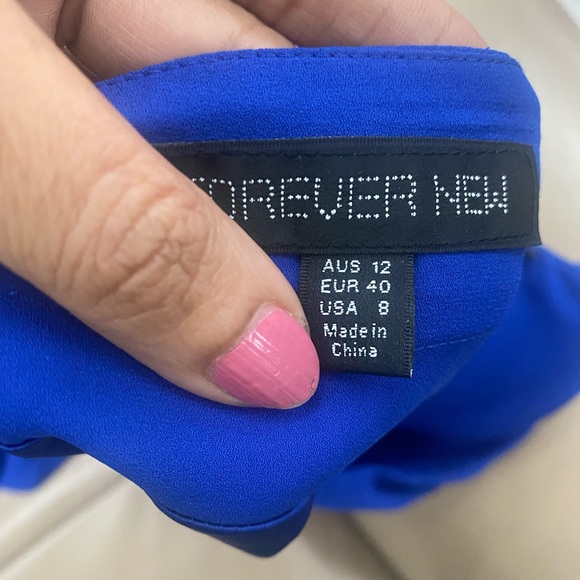 FOREVER NEW
AUS 12
EUR 40
USA 8
Made in
China